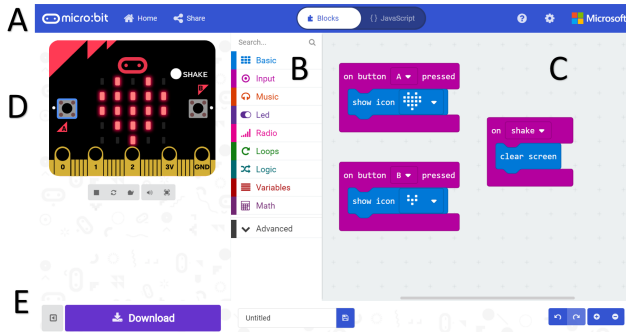 A
micro:bit
Home
Share
Blocks
{} JavaScript
?
Microsoft
D
SHAKE
B
A
0 1 2 3V GND
Search...
B
Basic
Input
Music
Led
Radio
Loops
Logic
Variables
Math
Advanced
C
on button A pressed
show icon
on button B pressed
show icon
on shake
clear screen
E
Download
Untitled